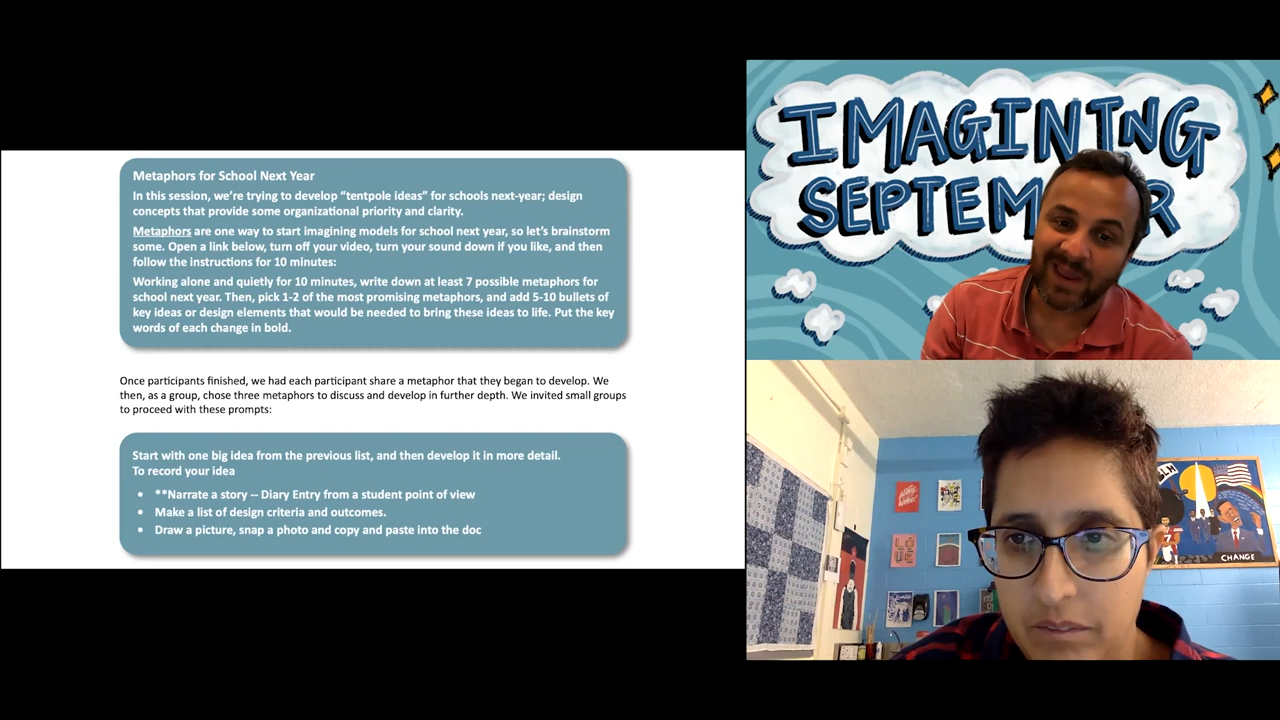 Metaphors for School Next Year
In this session, we're trying to develop “tentpole ideas” for schools next-year; design
concepts that provide some organizational priority and clarity.
Metaphors are one way to start imagining models for school next year, so let's brainstorm
some. Open a link below, turn off your video, turn your sound down if you like, and then
follow the instructions for 10 minutes:
Working alone and quietly for 10 minutes, write down at least 7 possible metaphors for
school next year. Then, pick 1-2 of the most promising metaphors, and add 5-10 bullets of
key ideas or design elements that would be needed to bring these ideas to life. Put the key
words of each change in bold.
Once participants finished, we had each participant share a metaphor that they began to develop. We
then, as a group, chose three metaphors to discuss and develop in further depth. We invited small groups
to proceed with these prompts:
Start with one big idea from the previous list, and then develop it in more detail.
To record your idea
• **Narrate a story -- Diary Entry from a student point of view
• Make a list of design criteria and outcomes.
• Draw a picture, snap a photo and copy and paste into the doc
IMAGINING
SEPTEM R
LOVE
CHANGE